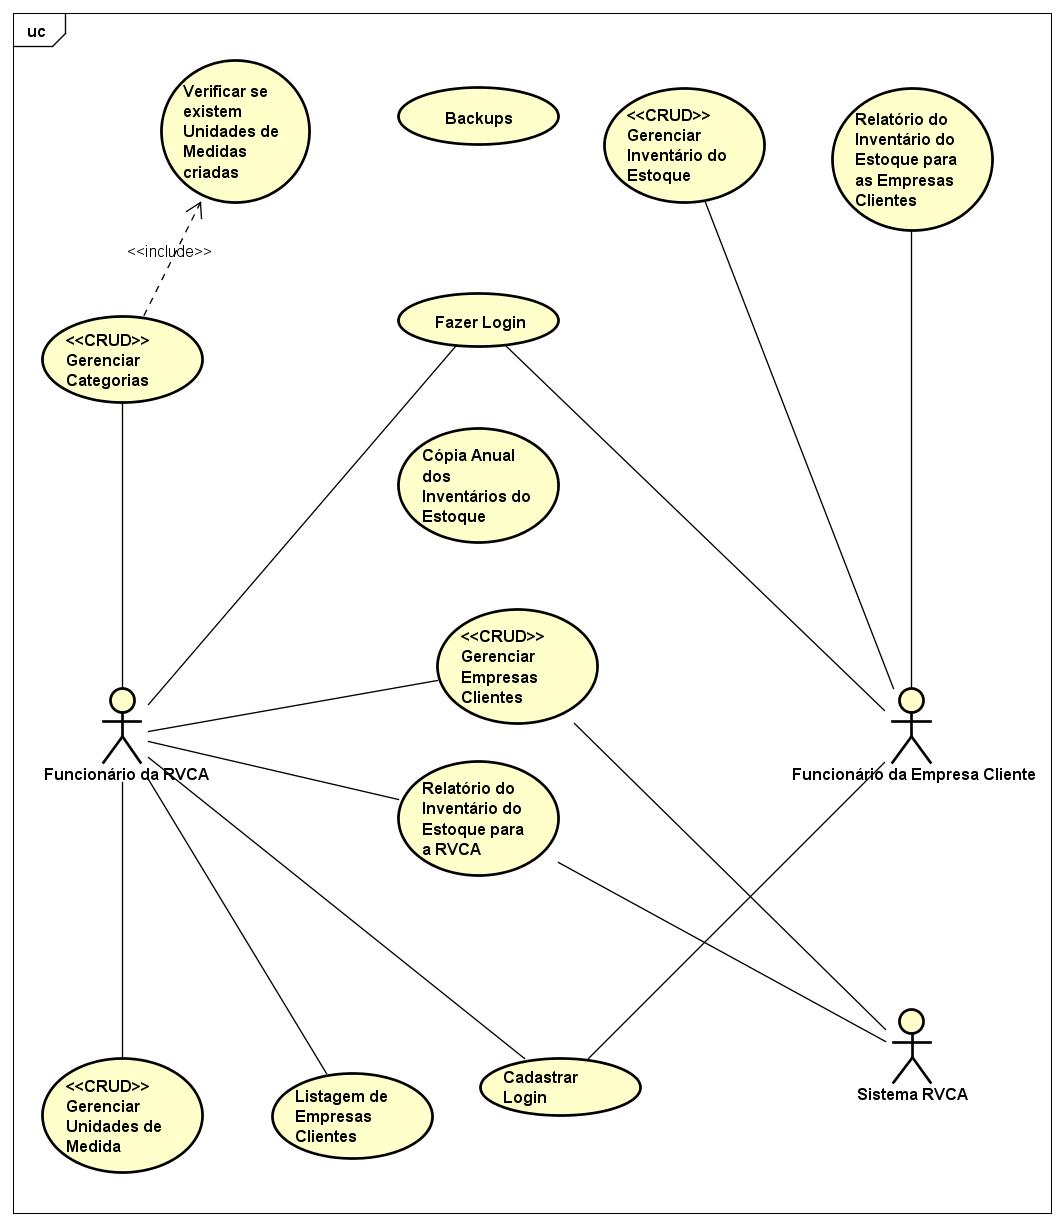 uc
Verificar se
existem
Unidades de
Medidas
criadas
Backups
<<CRUD>>
Gerenciar
Inventário do
Estoque
Relatório do
Inventário do
Estoque para
as Empresas
Clientes
<<include>>
<<CRUD>>
Gerenciar
Categorias
Fazer Login
Cópia Anual
dos
Inventários do
Estoque
<<CRUD>>
Gerenciar
Empresas
Clientes
Funcionário da RVCA
Funcionário da Empresa Cliente
Relatório do
Inventário do
Estoque para
a RVCA
<<CRUD>>
Gerenciar
Unidades de
Medida
Listagem de
Empresas
Clientes
Cadastrar
Login
Sistema RVCA